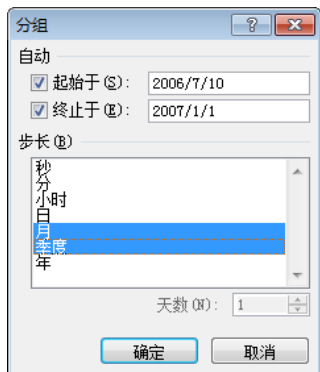 分组
自动
起始于(S): 2006/7/10
终止于(E): 2007/1/1
步长(B)
秒
分
小时
日
月
季度
年
天数(N): 1
确定 取消